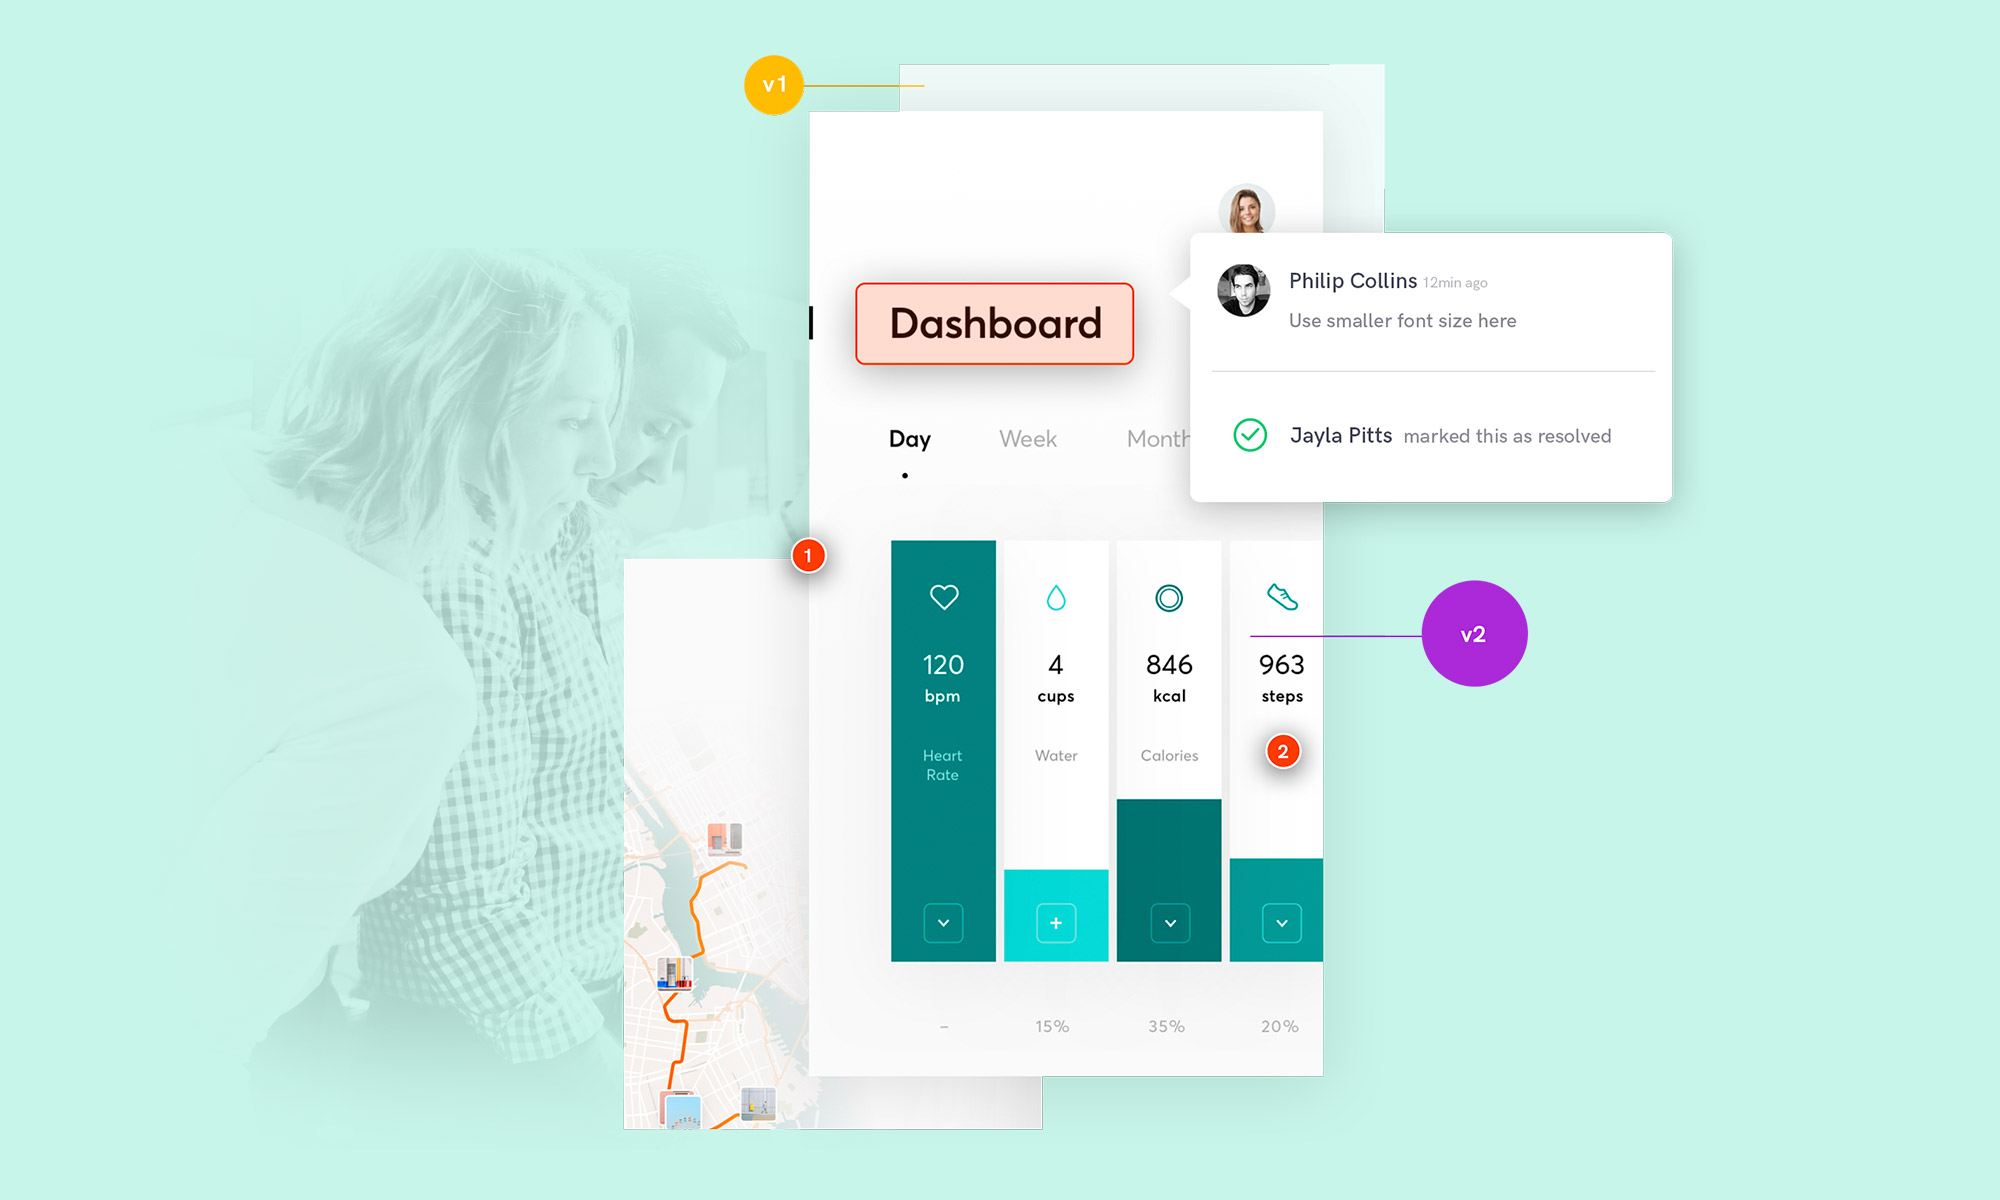 v1
Philip Collins 12min ago
Use smaller font size here
Dashboard
Jayla Pitts marked this as resolved
Day Week Month
1
120 4 846 963
bpm cups kcal steps
v2
Heart Water Calories
Rate
2
+
– 15% 35% 20%